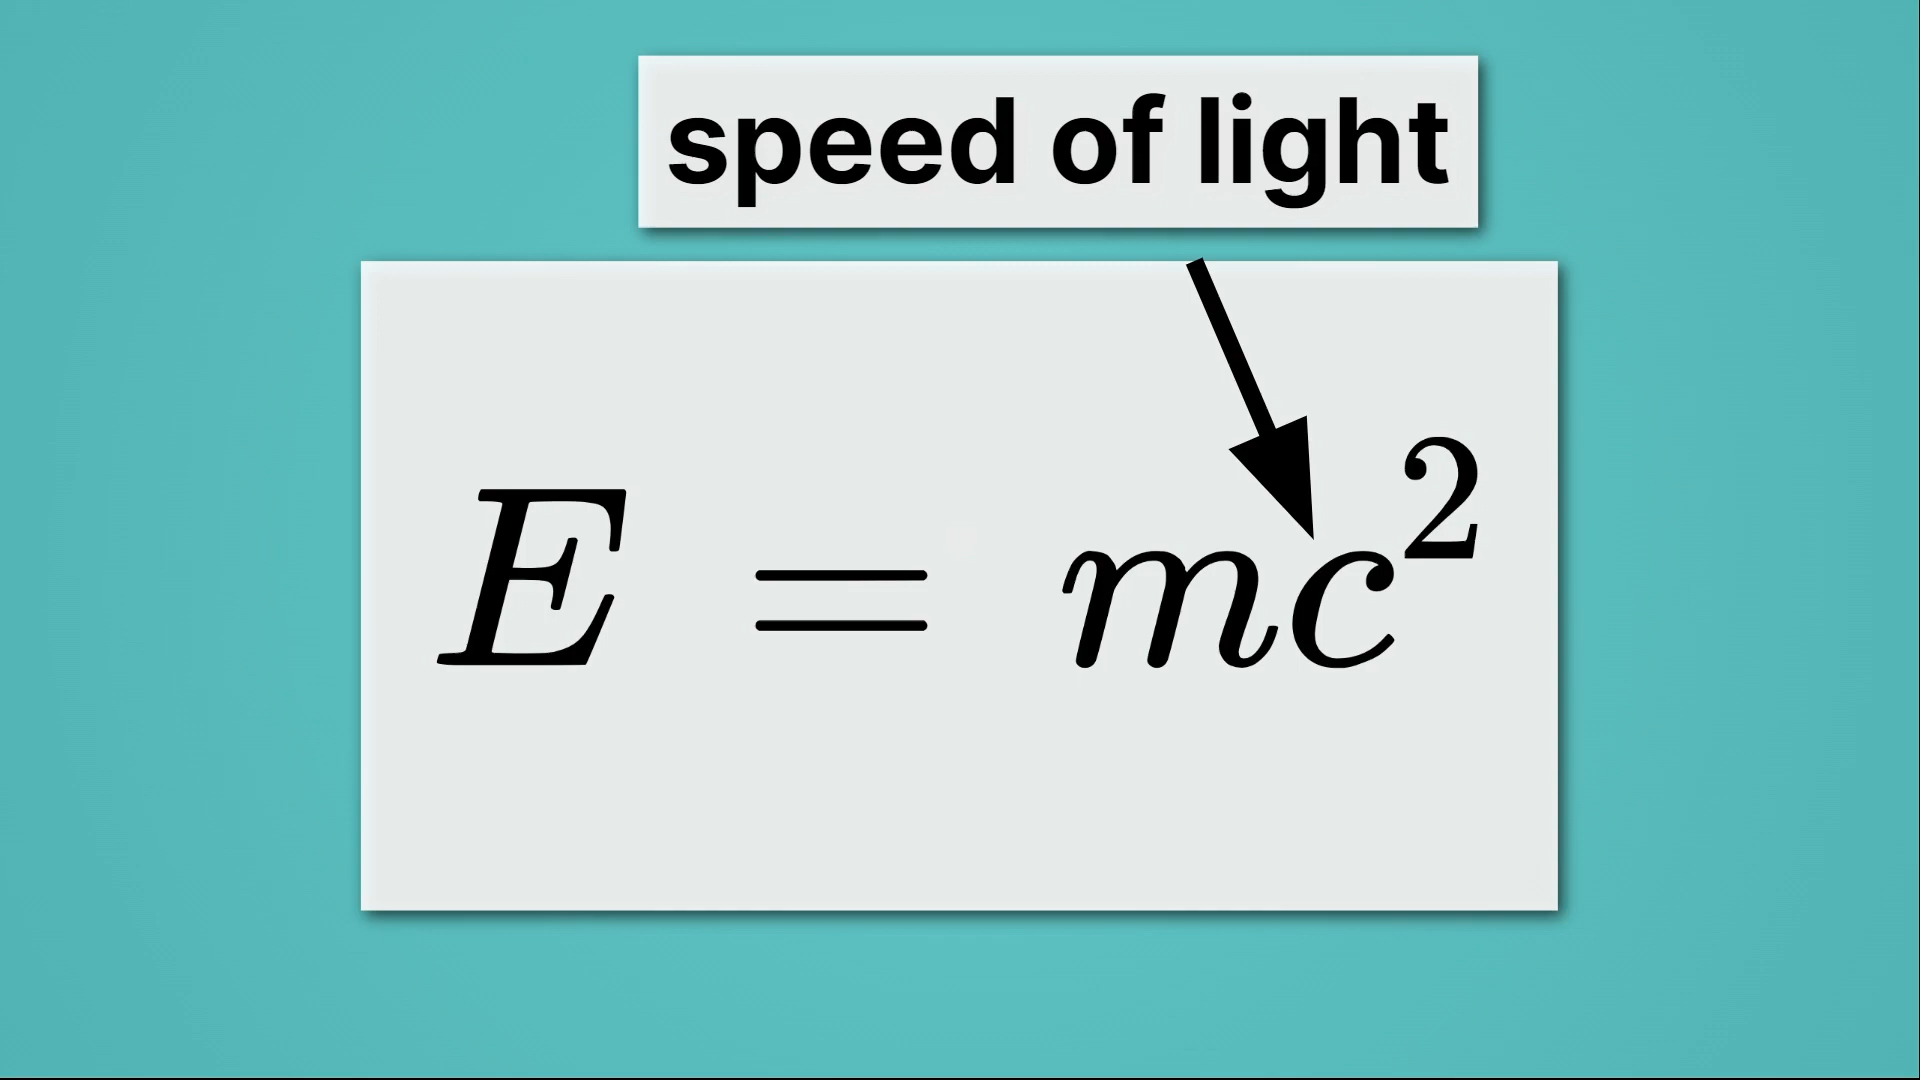 speed of light
E = mc²